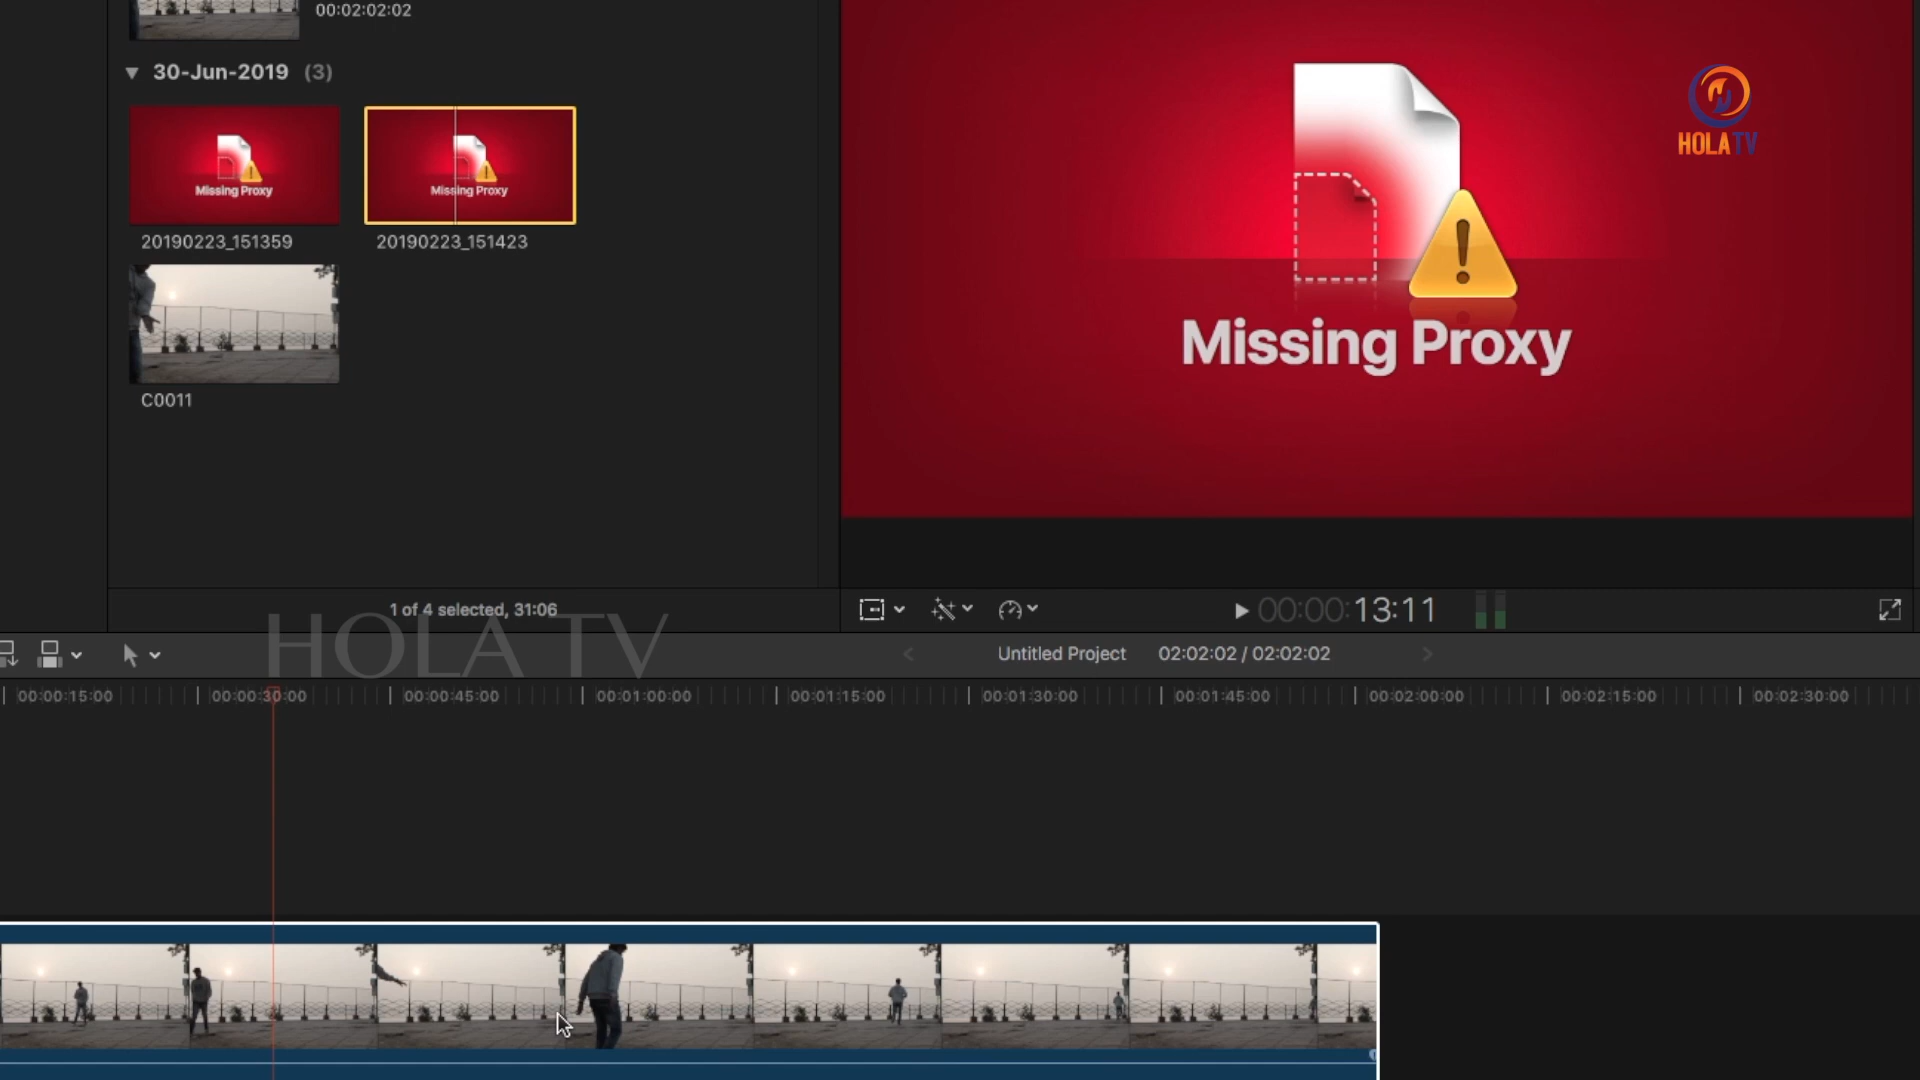 00:02:02:02
30-Jun-2019 (3)
Missing Proxy
Missing Proxy
20190223_151359
20190223_151423
C0011
HOLATV
Missing Proxy
1 of 4 selected, 31:06
00:00:13:11
HOLA TV
Untitled Project
02:02:02 / 02:02:02
00:00:15:00
00:00:30:00
00:00:45:00
00:01:00:00
00:01:15:00
00:01:30:00
00:01:45:00
00:02:00:00
00:02:15:00
00:02:30:00